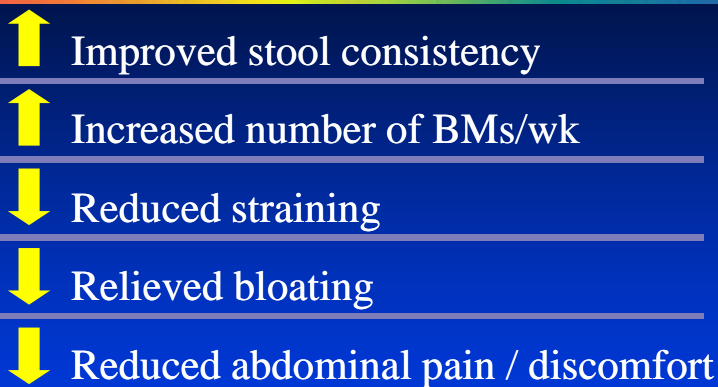 Improved stool consistency
Increased number of BMs/wk
Reduced straining
Relieved bloating
Reduced abdominal pain / discomfort